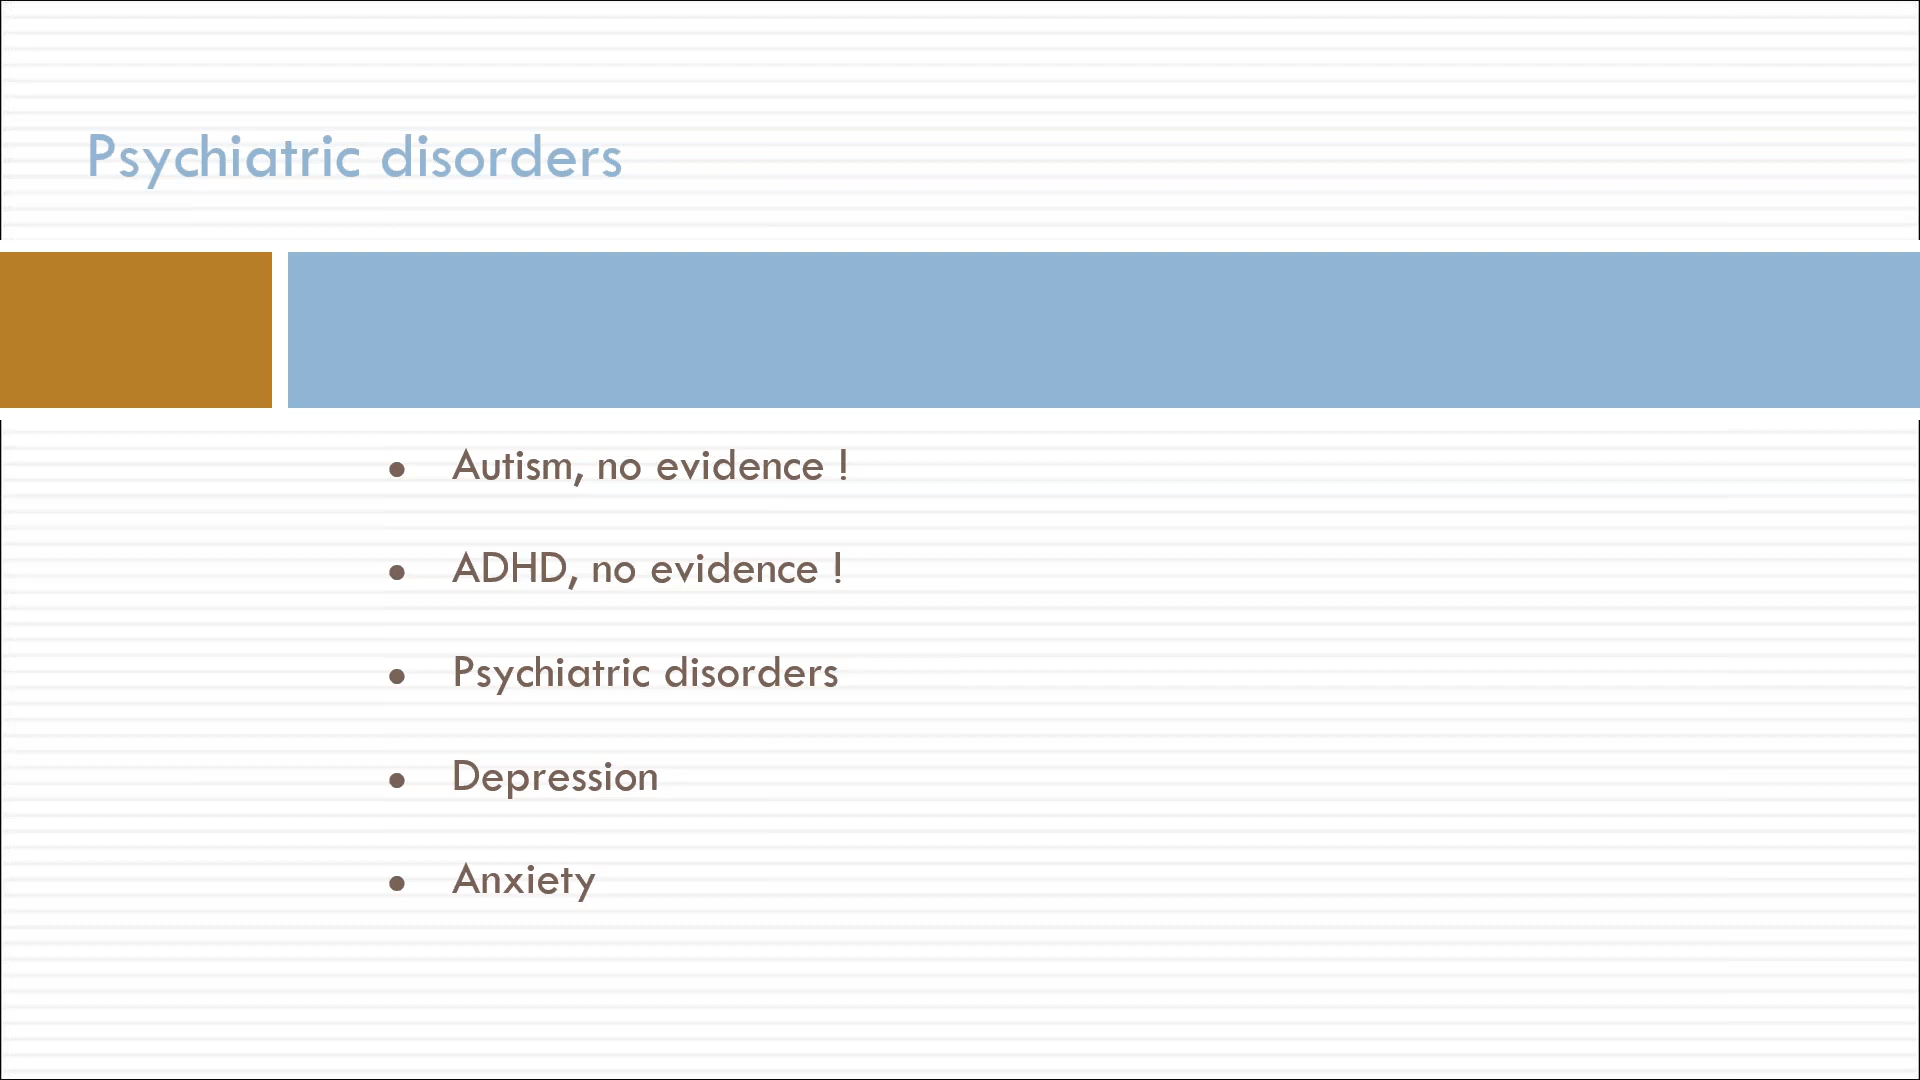 Psychiatric disorders
• Autism, no evidence !
• ADHD, no evidence !
• Psychiatric disorders
• Depression
• Anxiety